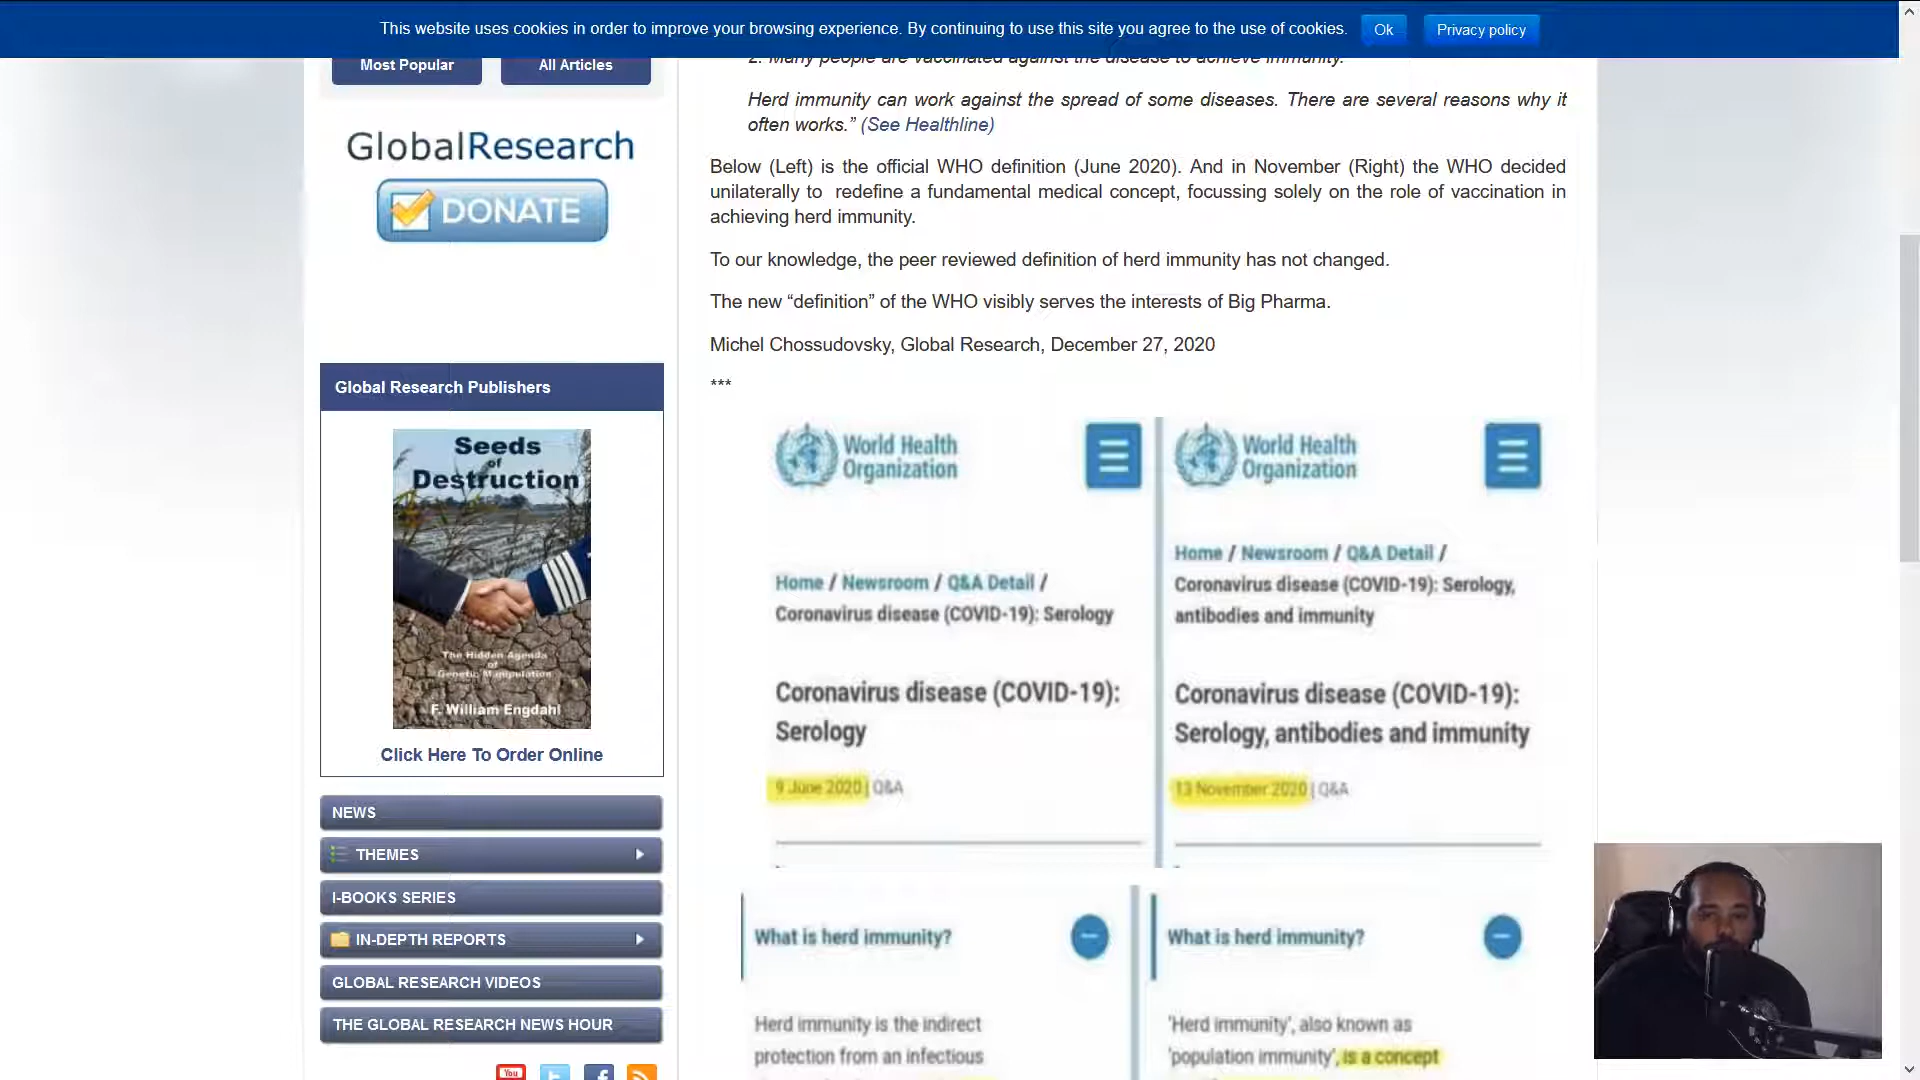 This website uses cookies in order to improve your browsing experience. By continuing to use this site you agree to the use of cookies.
Ok
Privacy policy
Most Popular
All Articles
GlobalResearch
DONATE
Global Research Publishers
Seeds
of
Destruction
The Hidden Agenda
of
Genetic Manipulation
F. William Engdahl
Click Here To Order Online
NEWS
THEMES
I-BOOKS SERIES
IN-DEPTH REPORTS
GLOBAL RESEARCH VIDEOS
THE GLOBAL RESEARCH NEWS HOUR
You
2. Many people are vaccinated against the disease to achieve immunity.
Herd immunity can work against the spread of some diseases. There are several reasons why it
often works.” (See Healthline)
Below (Left) is the official WHO definition (June 2020). And in November (Right) the WHO decided
unilaterally to redefine a fundamental medical concept, focussing solely on the role of vaccination in
achieving herd immunity.
To our knowledge, the peer reviewed definition of herd immunity has not changed.
The new “definition” of the WHO visibly serves the interests of Big Pharma.
Michel Chossudovsky, Global Research, December 27, 2020
***
World Health
Organization
Home / Newsroom / Q&A Detail /
Coronavirus disease (COVID-19): Serology
Coronavirus disease (COVID-19):
Serology
9 June 2020 | Q&A
What is herd immunity?
Herd immunity is the indirect
protection from an infectious
World Health
Organization
Home / Newsroom / Q&A Detail /
Coronavirus disease (COVID-19): Serology,
antibodies and immunity
Coronavirus disease (COVID-19):
Serology, antibodies and immunity
13 November 2020 | Q&A
What is herd immunity?
'Herd immunity', also known as
'population immunity', is a concept